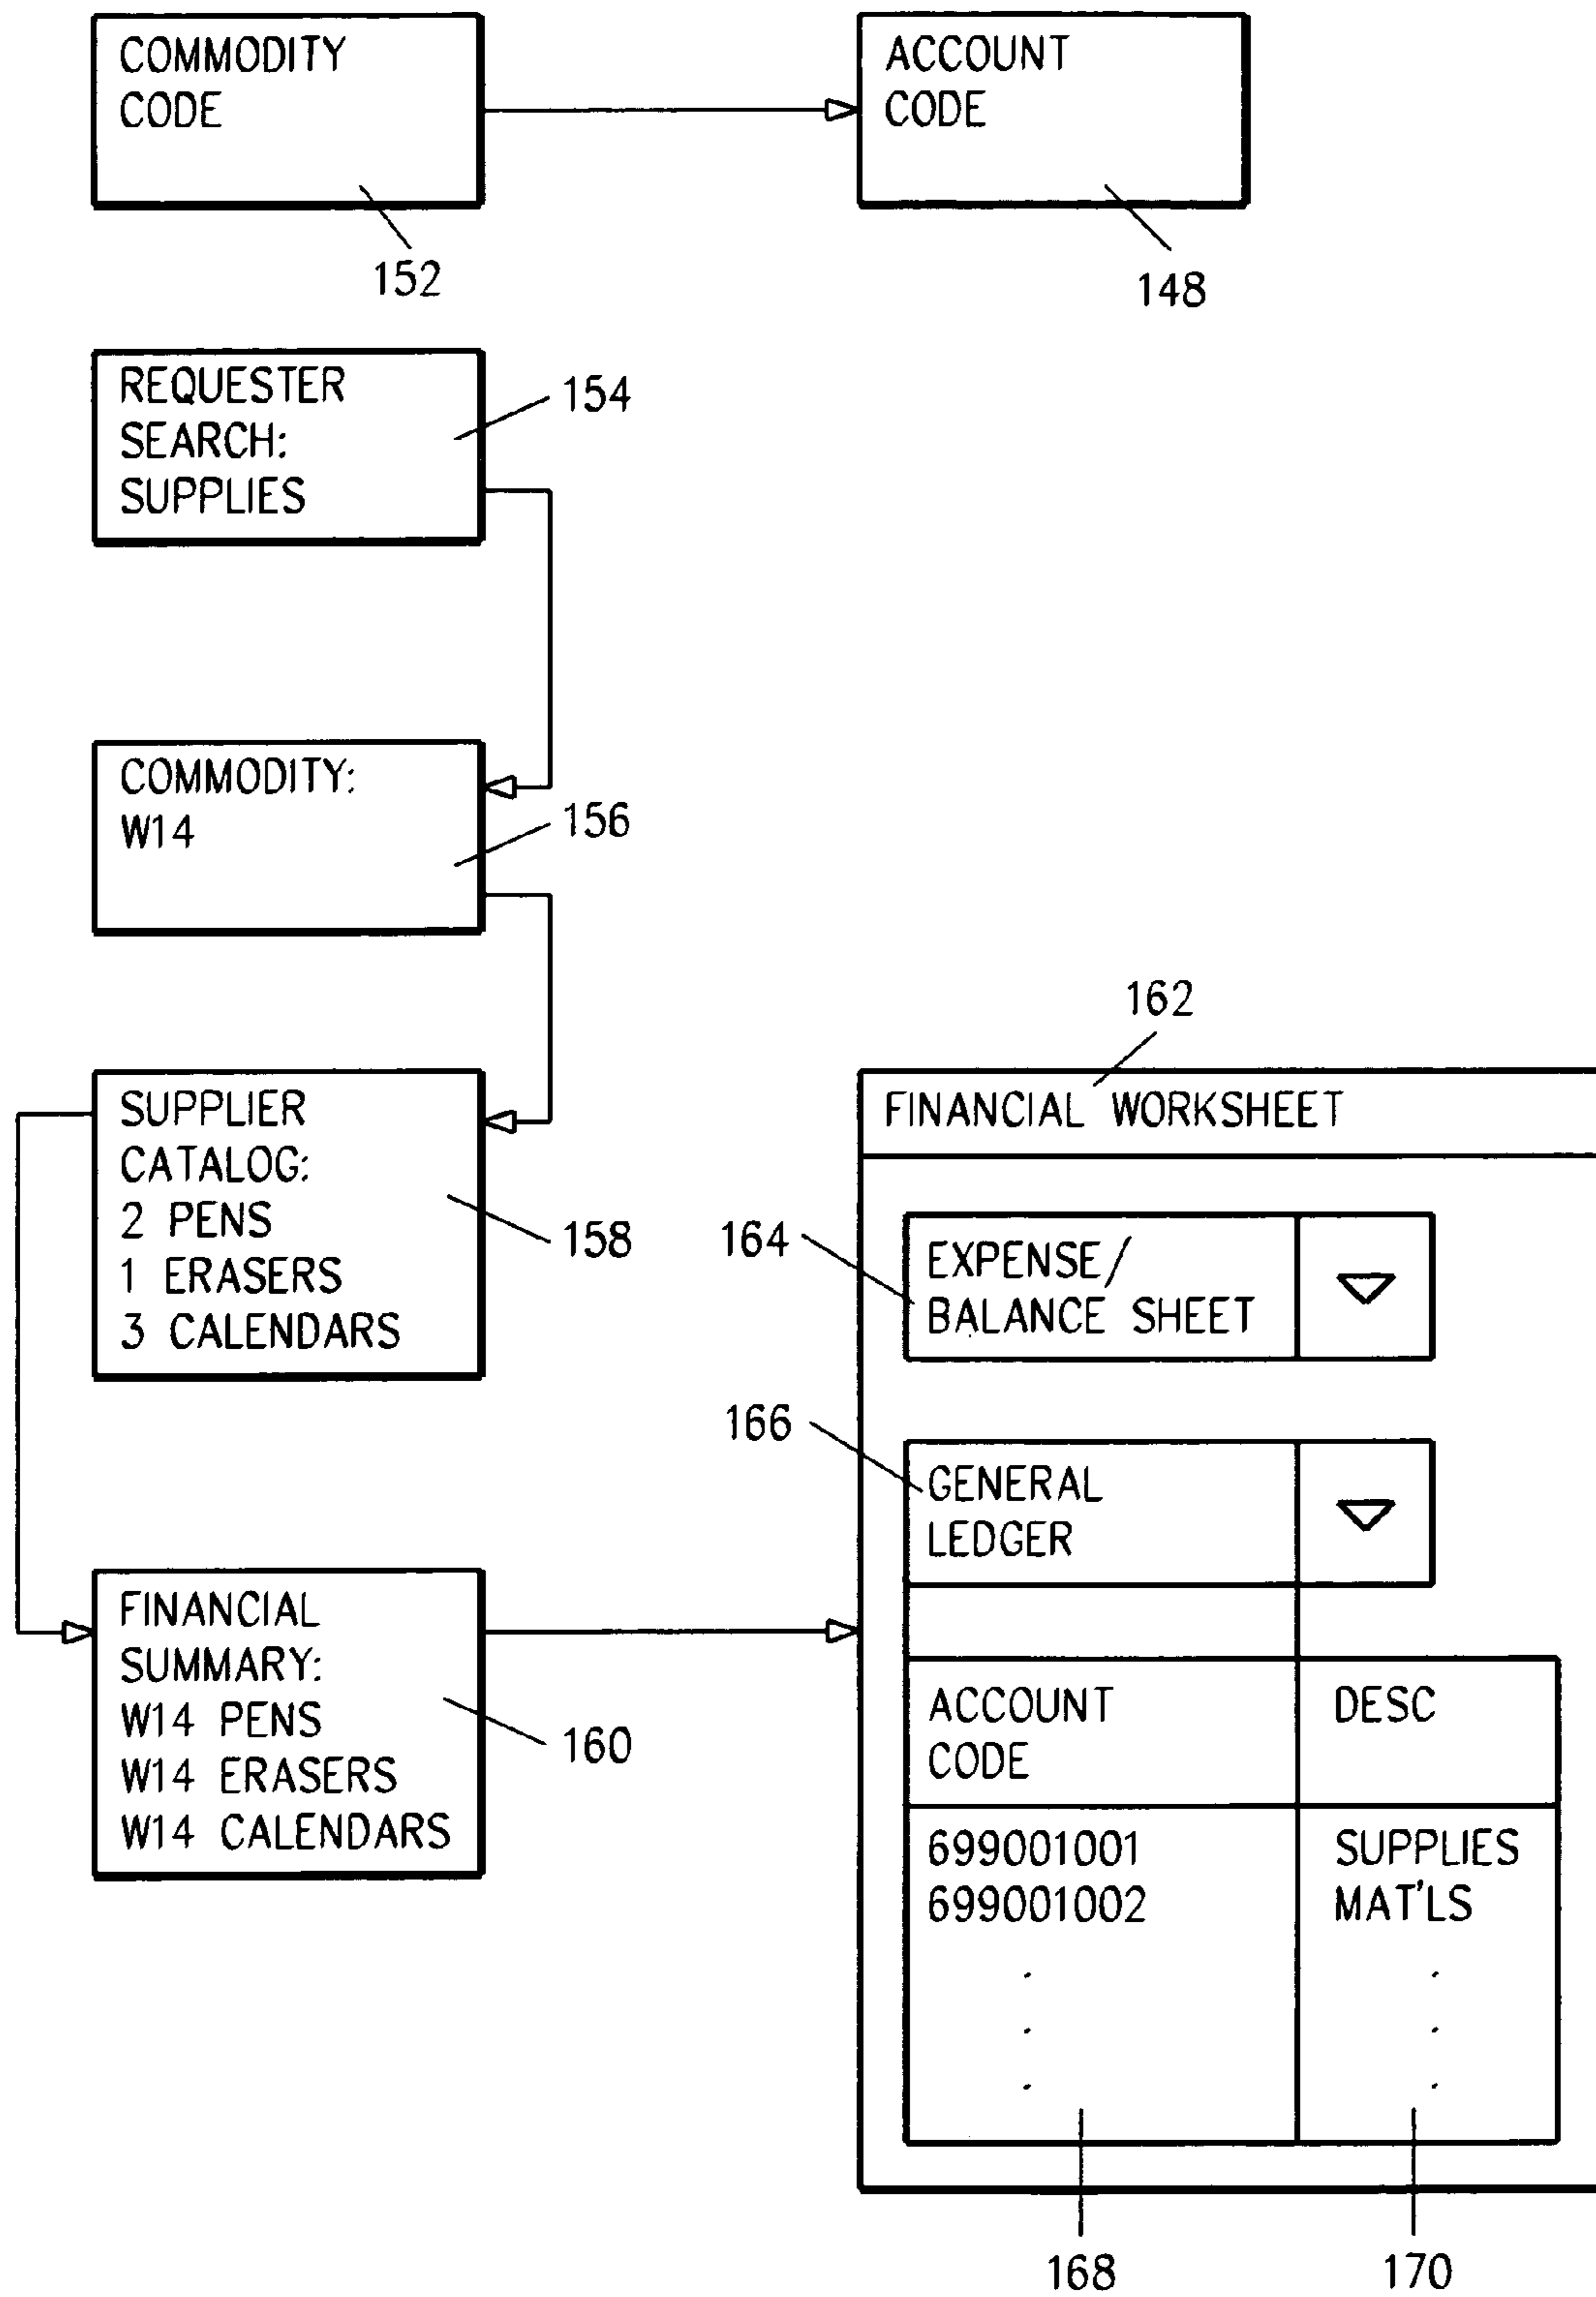 COMMODITY
CODE
152
ACCOUNT
CODE
148
REQUESTER
SEARCH:
SUPPLIES
154
COMMODITY:
W14
156
SUPPLIER
CATALOG:
2 PENS
1 ERASERS
3 CALENDARS
158
FINANCIAL
SUMMARY:
W14 PENS
W14 ERASERS
W14 CALENDARS
160
162
FINANCIAL WORKSHEET
164
EXPENSE/
BALANCE SHEET
166
GENERAL
LEDGER
ACCOUNT
CODE
DESC
699001001 SUPPLIES
699001002 MAT'LS
168
170